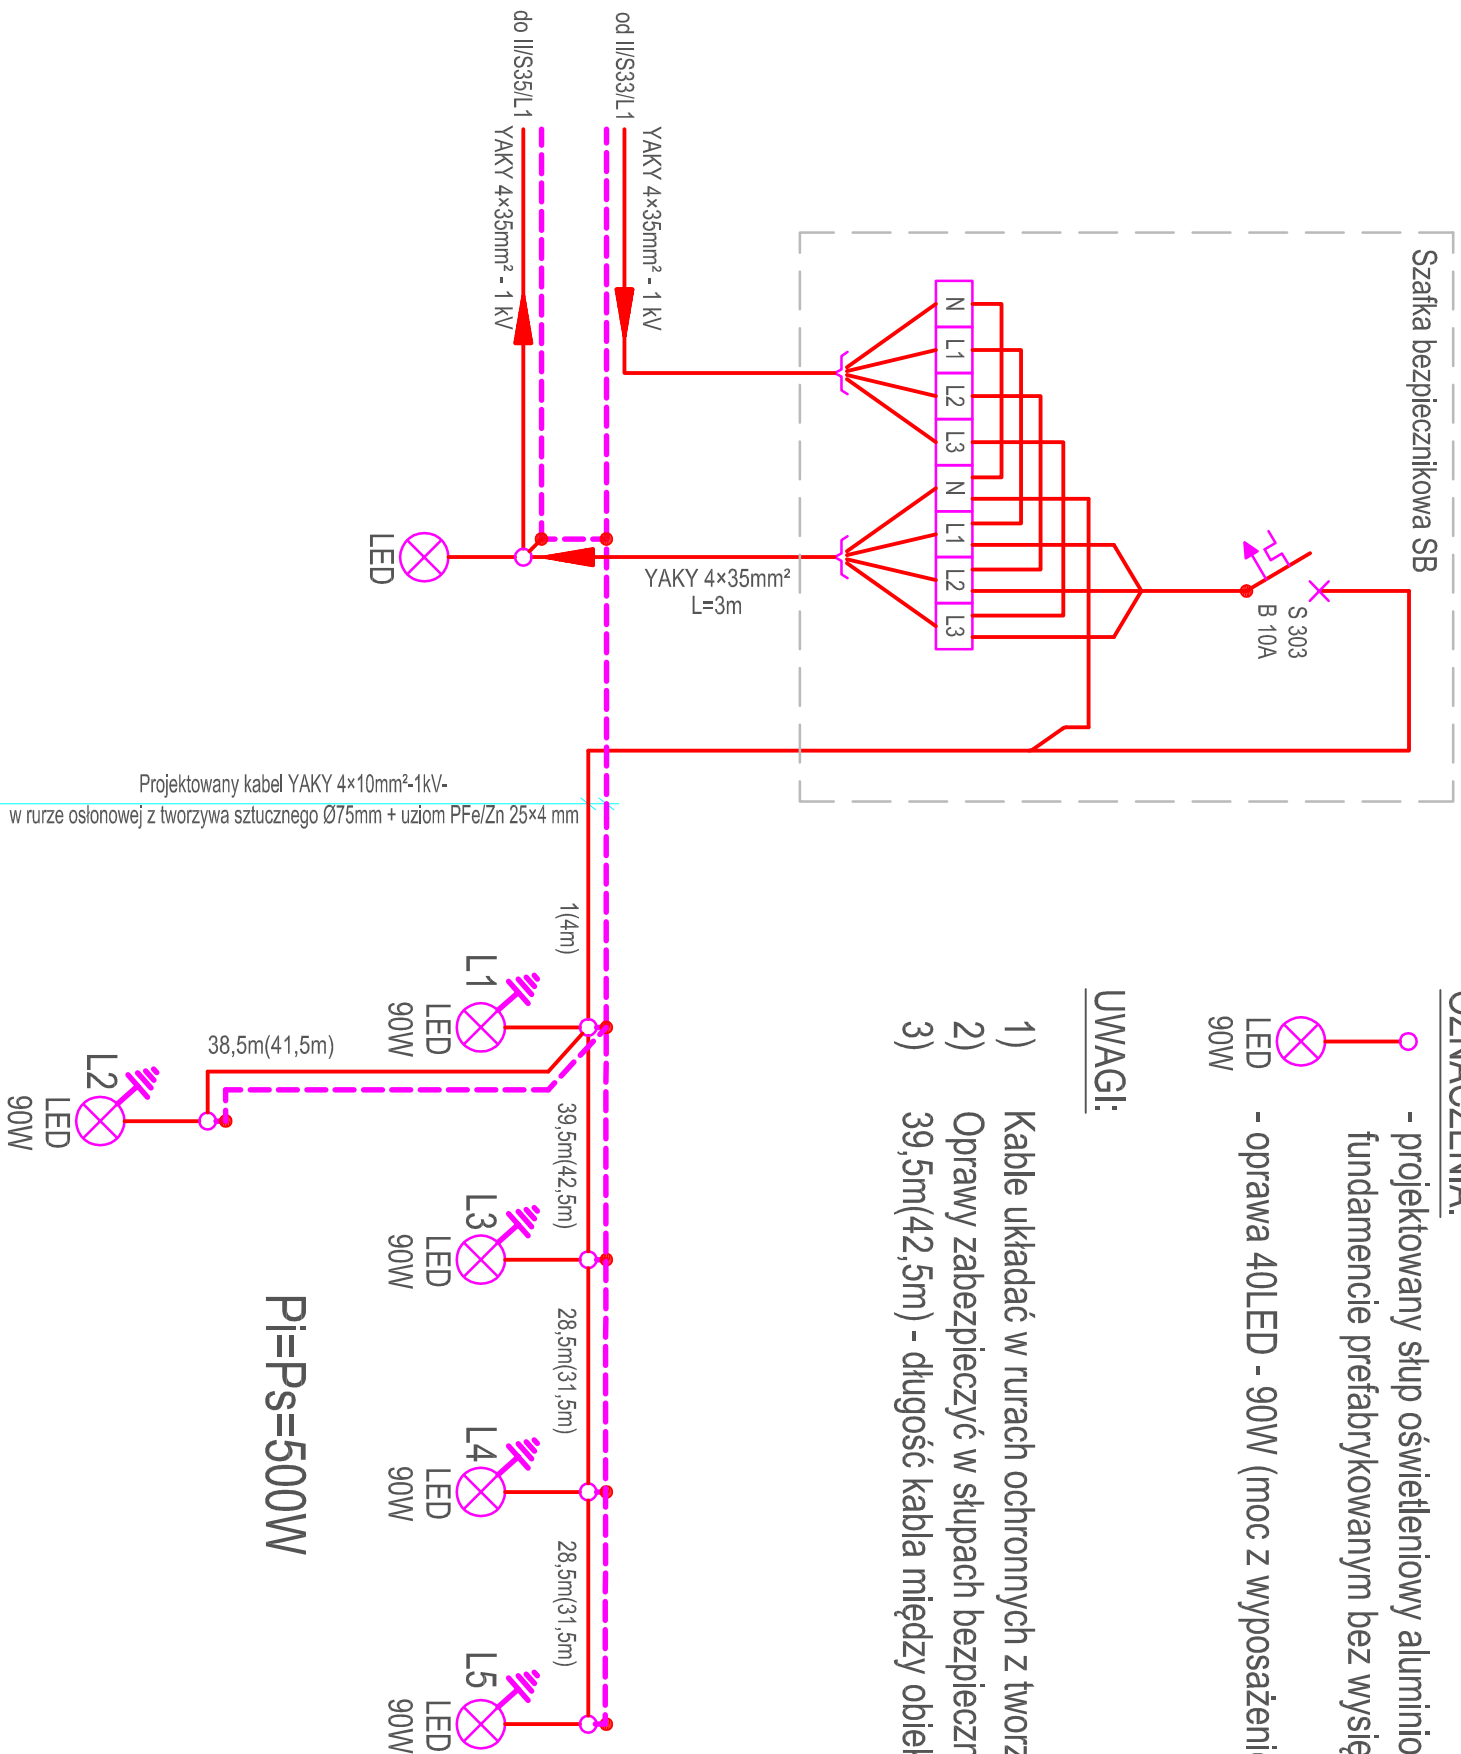 Szafka bezpiecznikowa SB
S 303
B 10A
N
L1
L2
L3
N
L1
L2
L3
od II/S33/L1
YAKY 4×35mm² - 1 kV
do II/S35/L1
YAKY 4×35mm² - 1 kV
YAKY 4×35mm²
L=3m
LED
Projektowany kabel YAKY 4×10mm²-1kV-
w rurze osłonowej z tworzywa sztucznego Ø75mm + uziom PFe/Zn 25×4 mm
1(4m)
L1
LED
90W
38,5m(41,5m)
L2
LED
90W
39,5m(42,5m)
L3
LED
90W
28,5m(31,5m)
L4
LED
90W
28,5m(31,5m)
L5
LED
90W
Pi=Ps=500W
OZNACZENIA:
- projektowany słup oświetleniowy
fundamencie prefabrykowanym bez
LED
90W
- oprawa 40LED - 90W (moc z
UWAGI:
1) Kable układać w rurach ochronnych z
2) Oprawy zabezpieczyć w słupach
3) 39,5m(42,5m) - długość kabla między